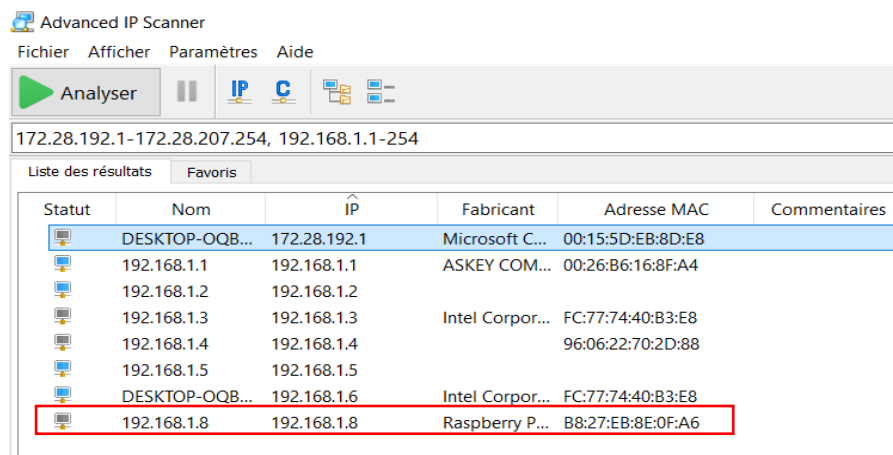 Advanced IP Scanner
Fichier Afficher Paramètres Aide
Analyser IP C
172.28.192.1-172.28.207.254, 192.168.1.1-254
Liste des résultats Favoris
Statut Nom IP Fabricant Adresse MAC Commentaires
DESKTOP-OQB... 172.28.192.1 Microsoft C... 00:15:5D:EB:8D:E8
192.168.1.1 192.168.1.1 ASKEY COM... 00:26:B6:16:8F:A4
192.168.1.2 192.168.1.2
192.168.1.3 192.168.1.3 Intel Corpor... FC:77:74:40:B3:E8
192.168.1.4 192.168.1.4 96:06:22:70:2D:88
192.168.1.5 192.168.1.5
DESKTOP-OQB... 192.168.1.6 Intel Corpor... FC:77:74:40:B3:E8
192.168.1.8 192.168.1.8 Raspberry P... B8:27:EB:8E:0F:A6